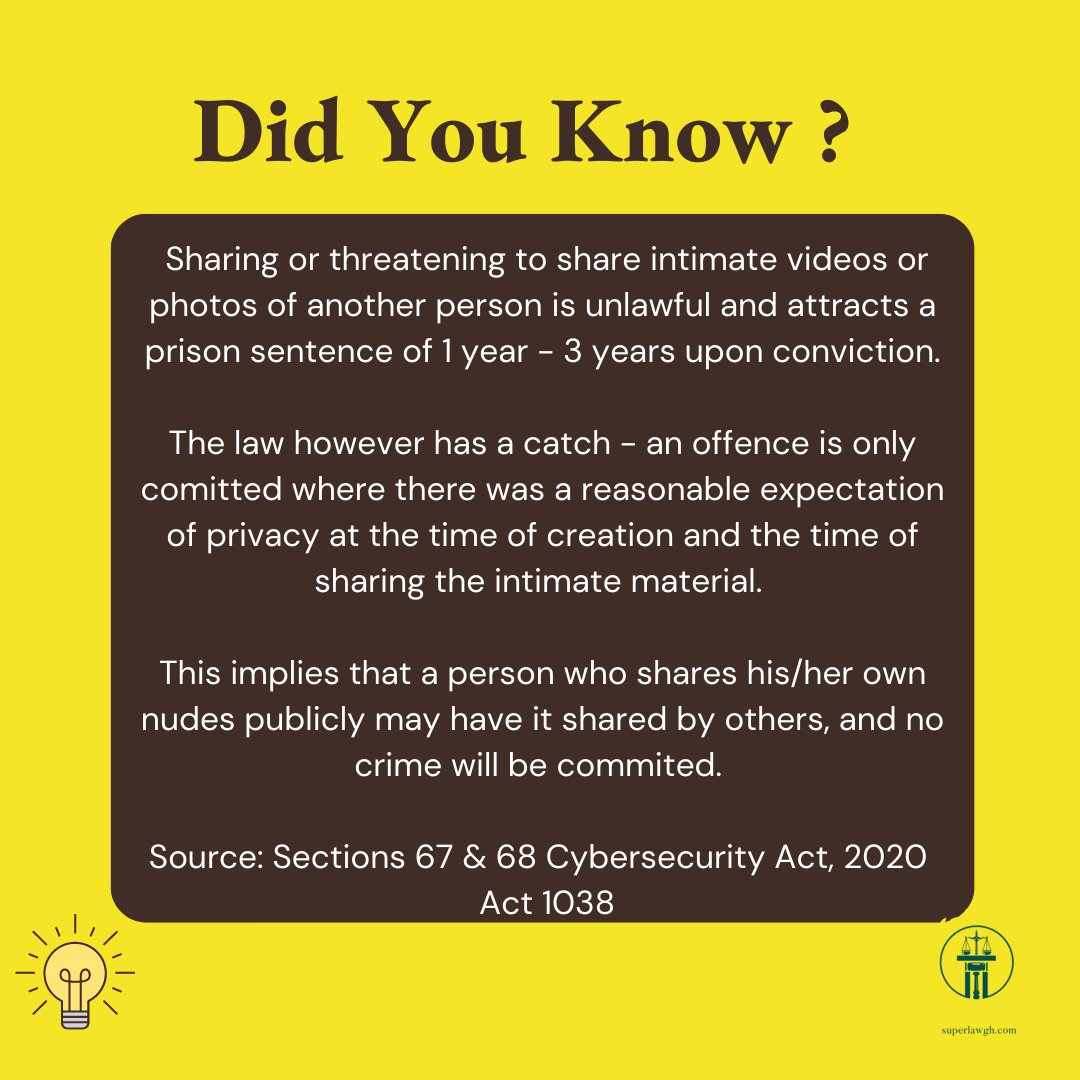 Did You Know ?
Sharing or threatening to share intimate videos or
photos of another person is unlawful and attracts a
prison sentence of 1 year - 3 years upon conviction.
The law however has a catch - an offence is only
comitted where there was a reasonable expectation
of privacy at the time of creation and the time of
sharing the intimate material.
This implies that a person who shares his/her own
nudes publicly may have it shared by others, and no
crime will be commited.
Source: Sections 67 & 68 Cybersecurity Act, 2020
Act 1038
superlawgh.com